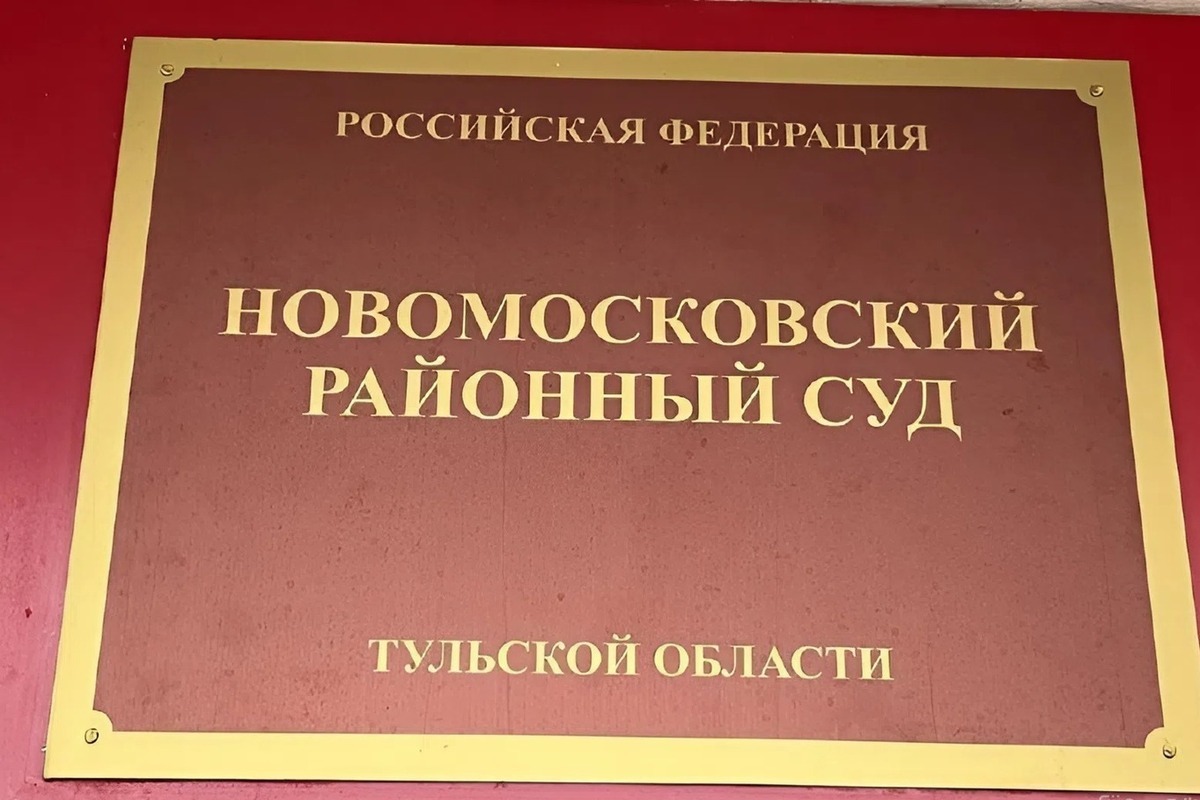 РОССИЙСКАЯ ФЕДЕРАЦИЯ
НОВОМОСКОВСКИЙ
РАЙОННЫЙ СУД
ТУЛЬСКОЙ ОБЛАСТИ